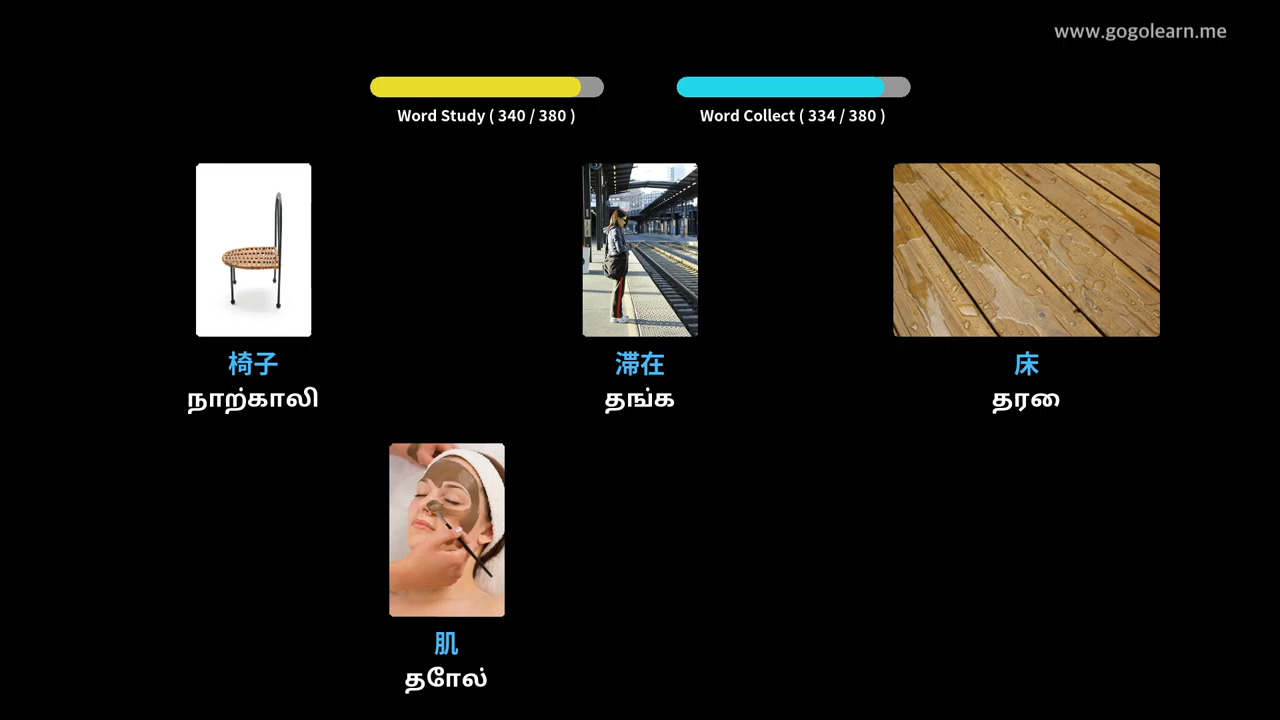 www.gogolearn.me
Word Study ( 340 / 380 )
Word Collect ( 334 / 380 )
椅子
நாற்காலி
滞在
தங்க
床
தரை
肌
தோல்